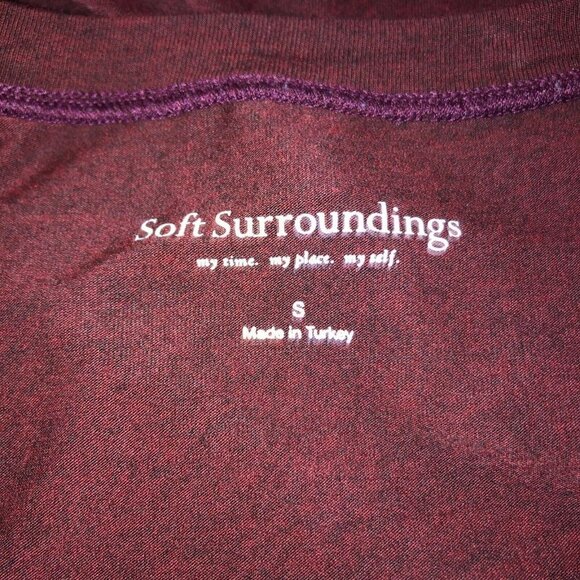 Soft Surroundings
my time. my place. my self.
S
Made in Turkey